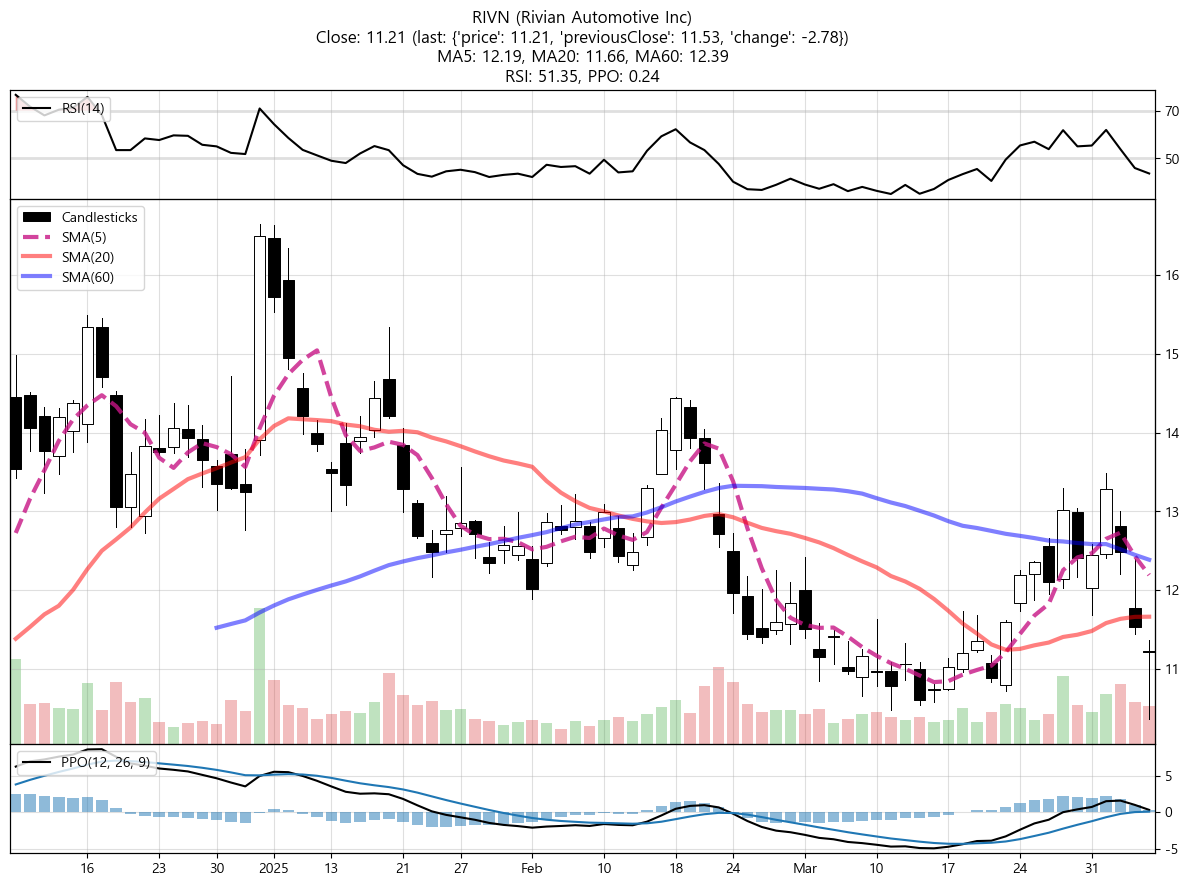 RIVN (Rivian Automotive Inc)
Close: 11.21 (last: {'price': 11.21, 'previousClose': 11.53, 'change': -2.78})
MA5: 12.19, MA20: 11.66, MA60: 12.39
RSI: 51.35, PPO: 0.24
RSI(14)
70
50
Candlesticks
SMA(5)
SMA(20)
SMA(60)
16
15
14
13
12
11
PPO(12, 26, 9)
5
0
-5
16 23 30 2025 13 21 27 Feb 10 18 24 Mar 10 17 24 31